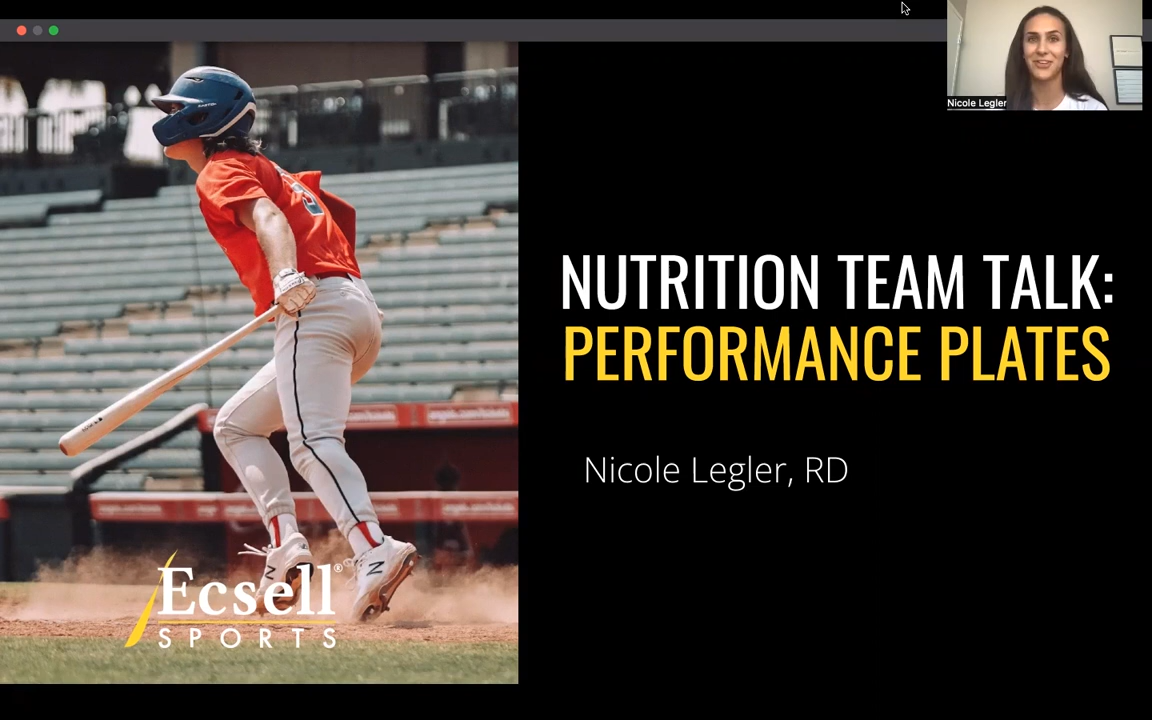 Nicole Legler
NUTRITION TEAM TALK:
PERFORMANCE PLATES
Nicole Legler, RD
Ecsell®
SPORTS